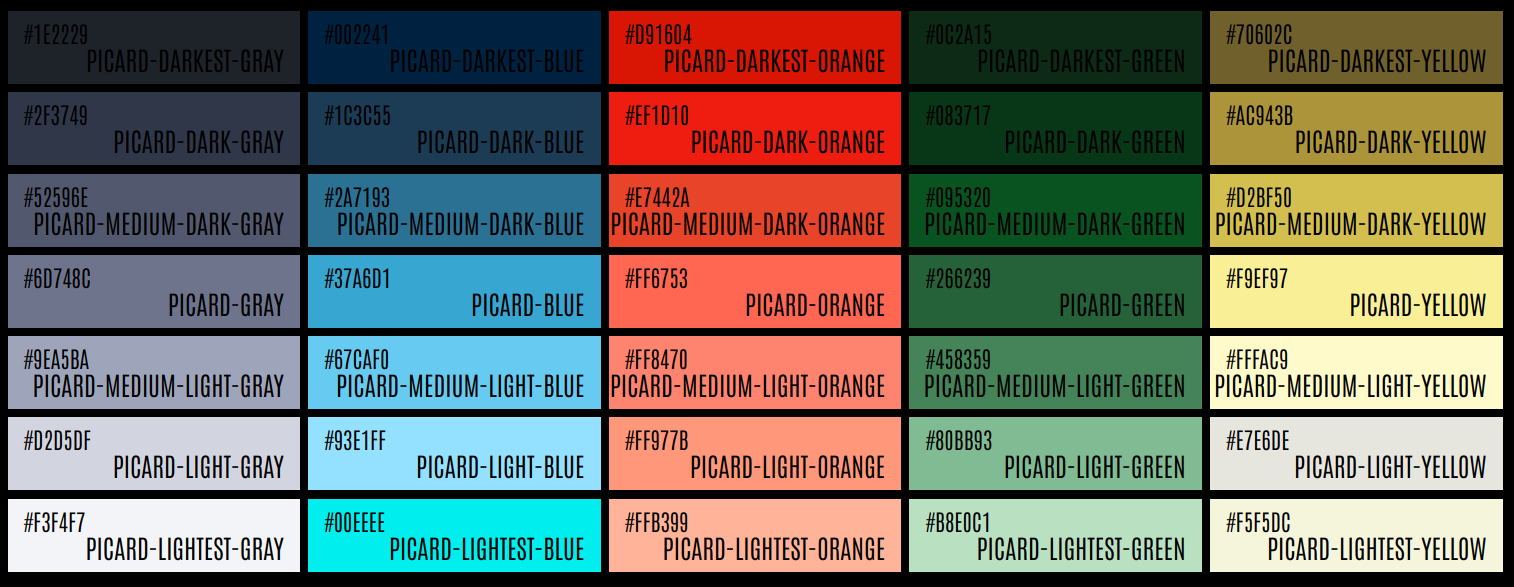 #1E2229
PICARD-DARKEST-GRAY
#002241
PICARD-DARKEST-BLUE
#D91604
PICARD-DARKEST-ORANGE
#0C2A15
PICARD-DARKEST-GREEN
#70602C
PICARD-DARKEST-YELLOW
#2F3749
PICARD-DARK-GRAY
#1C3C55
PICARD-DARK-BLUE
#EF1D10
PICARD-DARK-ORANGE
#083717
PICARD-DARK-GREEN
#AC943B
PICARD-DARK-YELLOW
#52596E
PICARD-MEDIUM-DARK-GRAY
#2A7193
PICARD-MEDIUM-DARK-BLUE
#E7442A
PICARD-MEDIUM-DARK-ORANGE
#095320
PICARD-MEDIUM-DARK-GREEN
#D2BF50
PICARD-MEDIUM-DARK-YELLOW
#6D748C
PICARD-GRAY
#37A6D1
PICARD-BLUE
#FF6753
PICARD-ORANGE
#266239
PICARD-GREEN
#F9EF97
PICARD-YELLOW
#9EA5BA
PICARD-MEDIUM-LIGHT-GRAY
#67CAF0
PICARD-MEDIUM-LIGHT-BLUE
#FF8470
PICARD-MEDIUM-LIGHT-ORANGE
#458359
PICARD-MEDIUM-LIGHT-GREEN
#FFFAC9
PICARD-MEDIUM-LIGHT-YELLOW
#D2D5DF
PICARD-LIGHT-GRAY
#93E1FF
PICARD-LIGHT-BLUE
#FF977B
PICARD-LIGHT-ORANGE
#80BB93
PICARD-LIGHT-GREEN
#E7E6DE
PICARD-LIGHT-YELLOW
#F3F4F7
PICARD-LIGHTEST-GRAY
#00EEEE
PICARD-LIGHTEST-BLUE
#FFB399
PICARD-LIGHTEST-ORANGE
#B8E0C1
PICARD-LIGHTEST-GREEN
#F5F5DC
PICARD-LIGHTEST-YELLOW